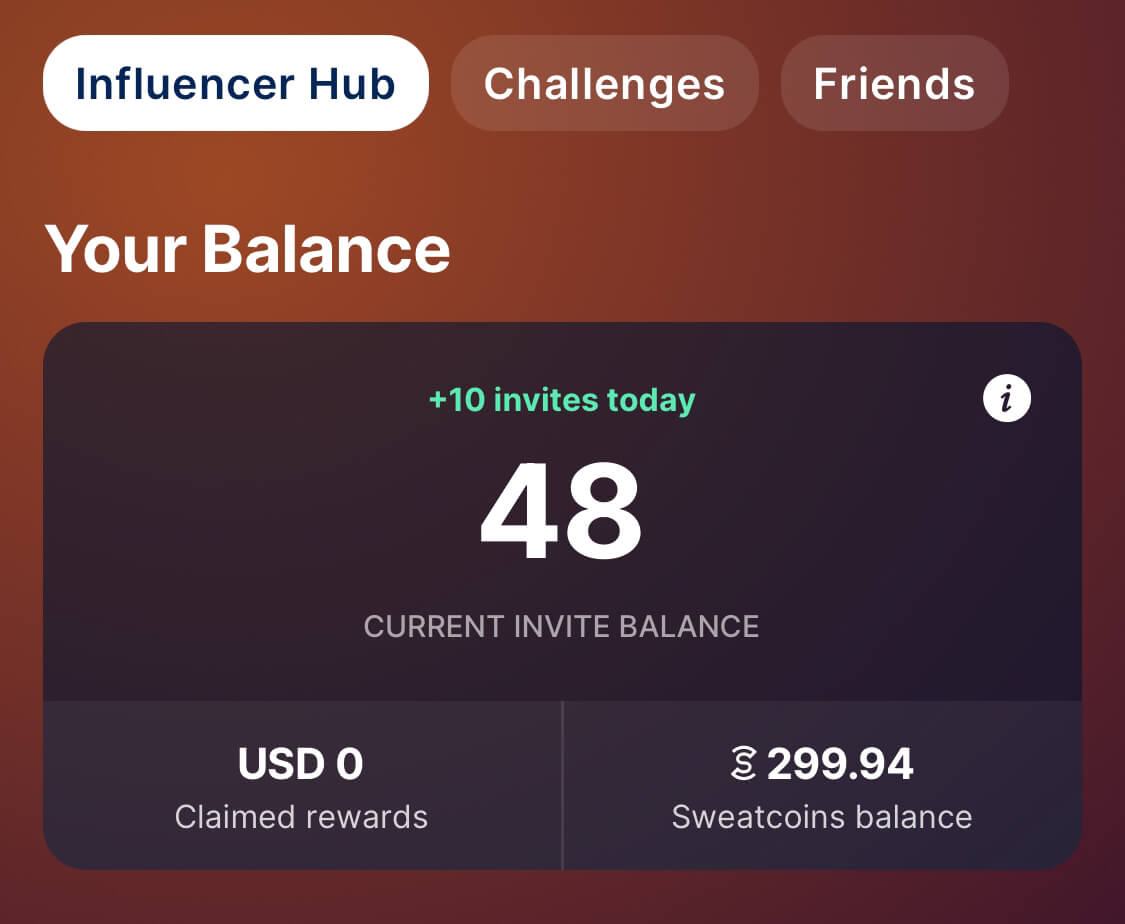 Influencer Hub Challenges Friends
Your Balance
+10 invites today
i
48
CURRENT INVITE BALANCE
USD 0 299.94
Claimed rewards Sweatcoins balance